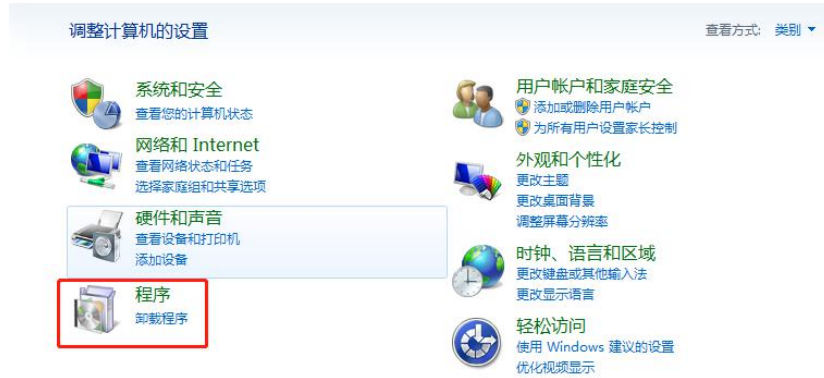 调整计算机的设置
查看方式: 类别
系统和安全
查看您的计算机状态
网络和 Internet
查看网络状态和任务
选择家庭组和共享选项
硬件和声音
查看设备和打印机
添加设备
程序
卸载程序
用户帐户和家庭安全
添加或删除用户帐户
为所有用户设置家长控制
外观和个性化
更改主题
更改桌面背景
调整屏幕分辨率
时钟、语言和区域
更改键盘或其他输入法
更改显示语言
轻松访问
使用 Windows 建议的设置
优化视频显示